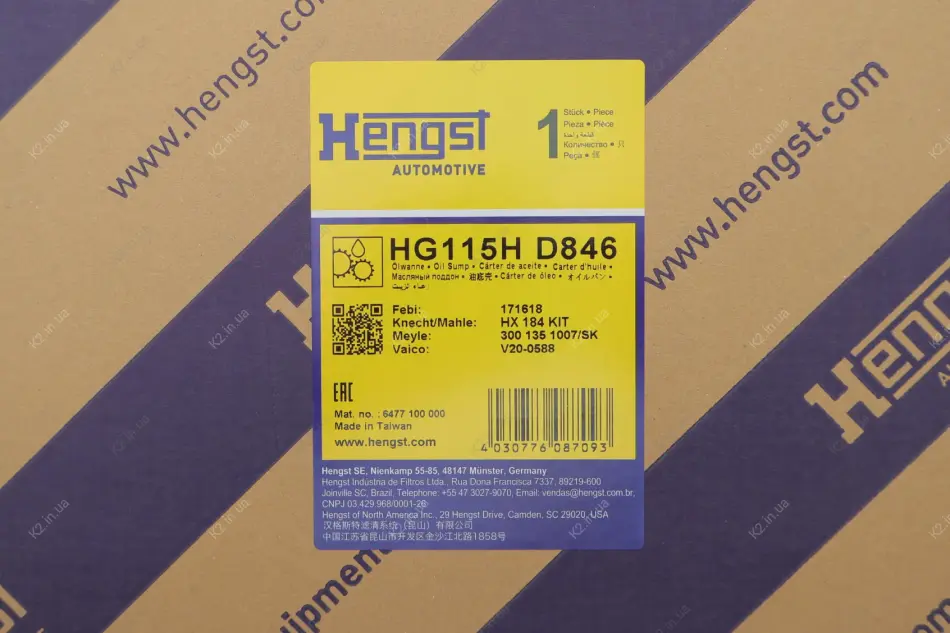 www.hengst.com
www.hengst.com
Hengst
AUTOMOTIVE
1
Stück • Piece
Pieza • Pièce
قطعة واحدة
Количество • 只
Peça • 個
HG115H D846
Ölwanne • Oil Sump • Cárter de aceite • Carter d'huile •
Масляный поддон • 油底壳 • Cárter de óleo • オイルパン •
وعاء الزيت
Febi: 171618
Knecht/Mahle: HX 184 KIT
Meyle: 300 135 1007/SK
Vaico: V20-0588
EAC
Mat. no. : 6477 100 000
Made in Taiwan
www.hengst.com
4 030776 087093
Hengst SE, Nienkamp 55-85, 48147 Münster, Germany
Hengst Indústria de Filtros Ltda., Rua Dona Francisca 7337, 89219-600
Joinville SC, Brazil, Telephone: +55 47 3027-9070, Email: vendas@hengst.com.br,
CNPJ 03.429.968/0001-26
Hengst of North America Inc., 29 Hengst Drive, Camden, SC 29020, USA
汉格斯特滤清系统（昆山）有限公司
中国江苏省昆山市开发区金沙江北路1858号
Hengst
uipment
hengst
K2.in.ua